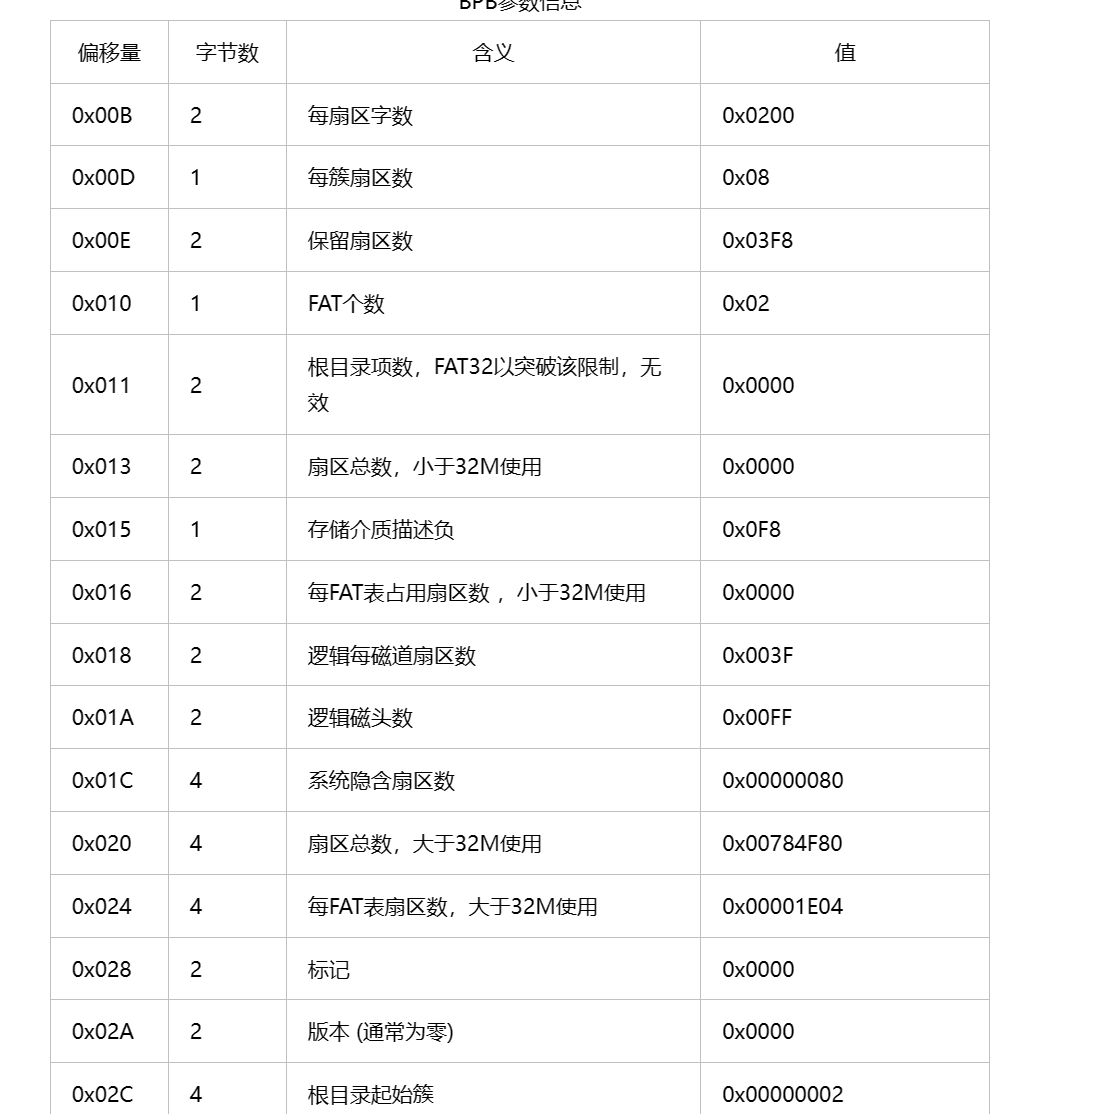 BPB参数信息
偏移量 字节数 含义 值
0x00B 2 每扇区字数 0x0200
0x00D 1 每簇扇区数 0x08
0x00E 2 保留扇区数 0x03F8
0x010 1 FAT个数 0x02
0x011 2 根目录项数，FAT32以突破该限制，无
效 0x0000
0x013 2 扇区总数，小于32M使用 0x0000
0x015 1 存储介质描述负 0x0F8
0x016 2 每FAT表占用扇区数 ，小于32M使用 0x0000
0x018 2 逻辑每磁道扇区数 0x003F
0x01A 2 逻辑磁头数 0x00FF
0x01C 4 系统隐含扇区数 0x00000080
0x020 4 扇区总数，大于32M使用 0x00784F80
0x024 4 每FAT表扇区数，大于32M使用 0x00001E04
0x028 2 标记 0x0000
0x02A 2 版本 (通常为零) 0x0000
0x02C 4 根目录起始簇 0x00000002